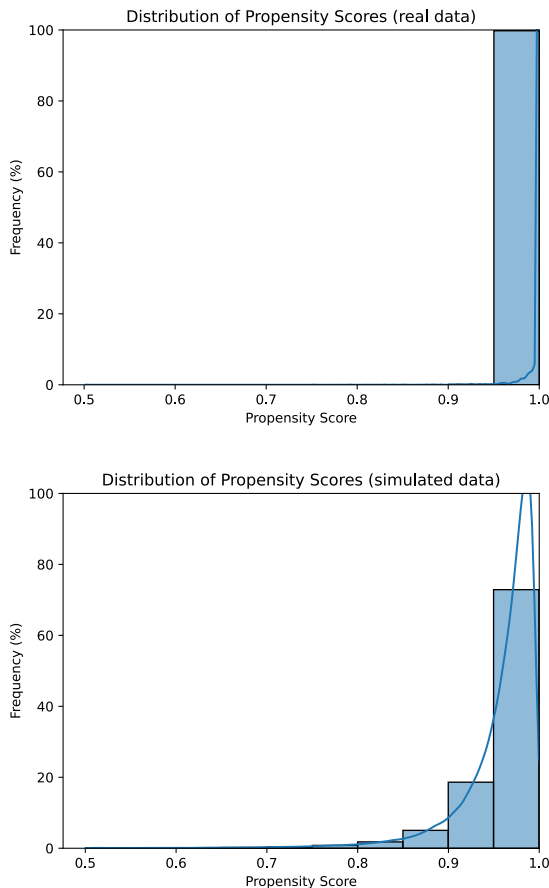 Distribution of Propensity Scores (real data)
100
80
60
40
20
0
Frequency (%)
0.5 0.6 0.7 0.8 0.9 1.0
Propensity Score
Distribution of Propensity Scores (simulated data)
100
80
60
40
20
0
Frequency (%)
0.5 0.6 0.7 0.8 0.9 1.0
Propensity Score